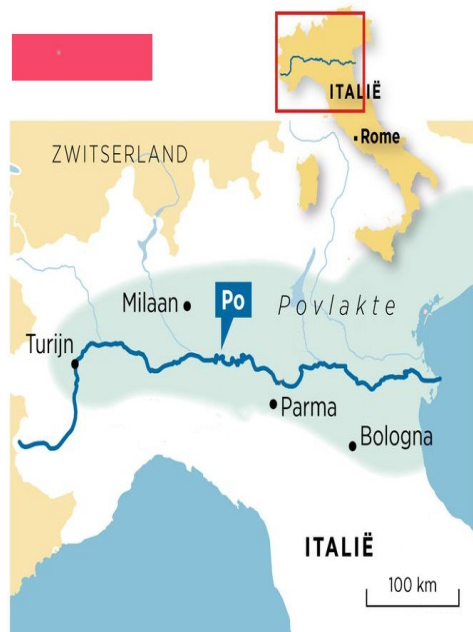 ITALIË
Rome
ZWITSERLAND
Milaan
Po
Povlakte
Turijn
Parma
Bologna
ITALIË
100 km